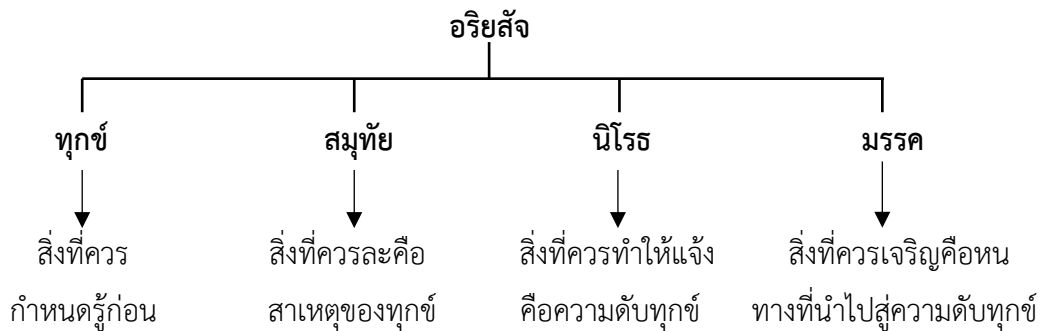 อริยสัจ
ทุกข์ สมุทัย นิโรธ มรรค
สิ่งที่ควร สิ่งที่ควรละคือ สิ่งที่ควรทำให้แจ้ง สิ่งที่ควรเจริญคือหน
กำหนดรู้ก่อน สาเหตุของทุกข์ คือความดับทุกข์ ทางที่นำไปสู่ความดับทุกข์